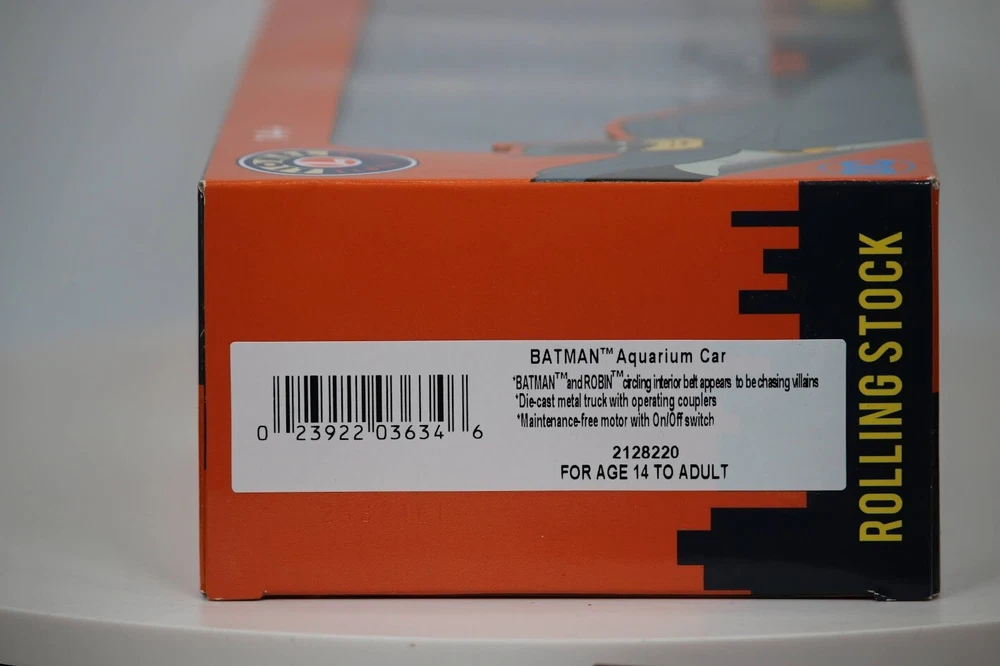 14+
LIONEL
BATMAN™ Aquarium Car
*BATMAN™ and ROBIN™ circling interior belt appears to be chasing villains
*Die-cast metal truck with operating couplers
*Maintenance-free motor with On/Off switch
2128220
FOR AGE 14 TO ADULT
0 23922 03634 6
ROLLING STOCK